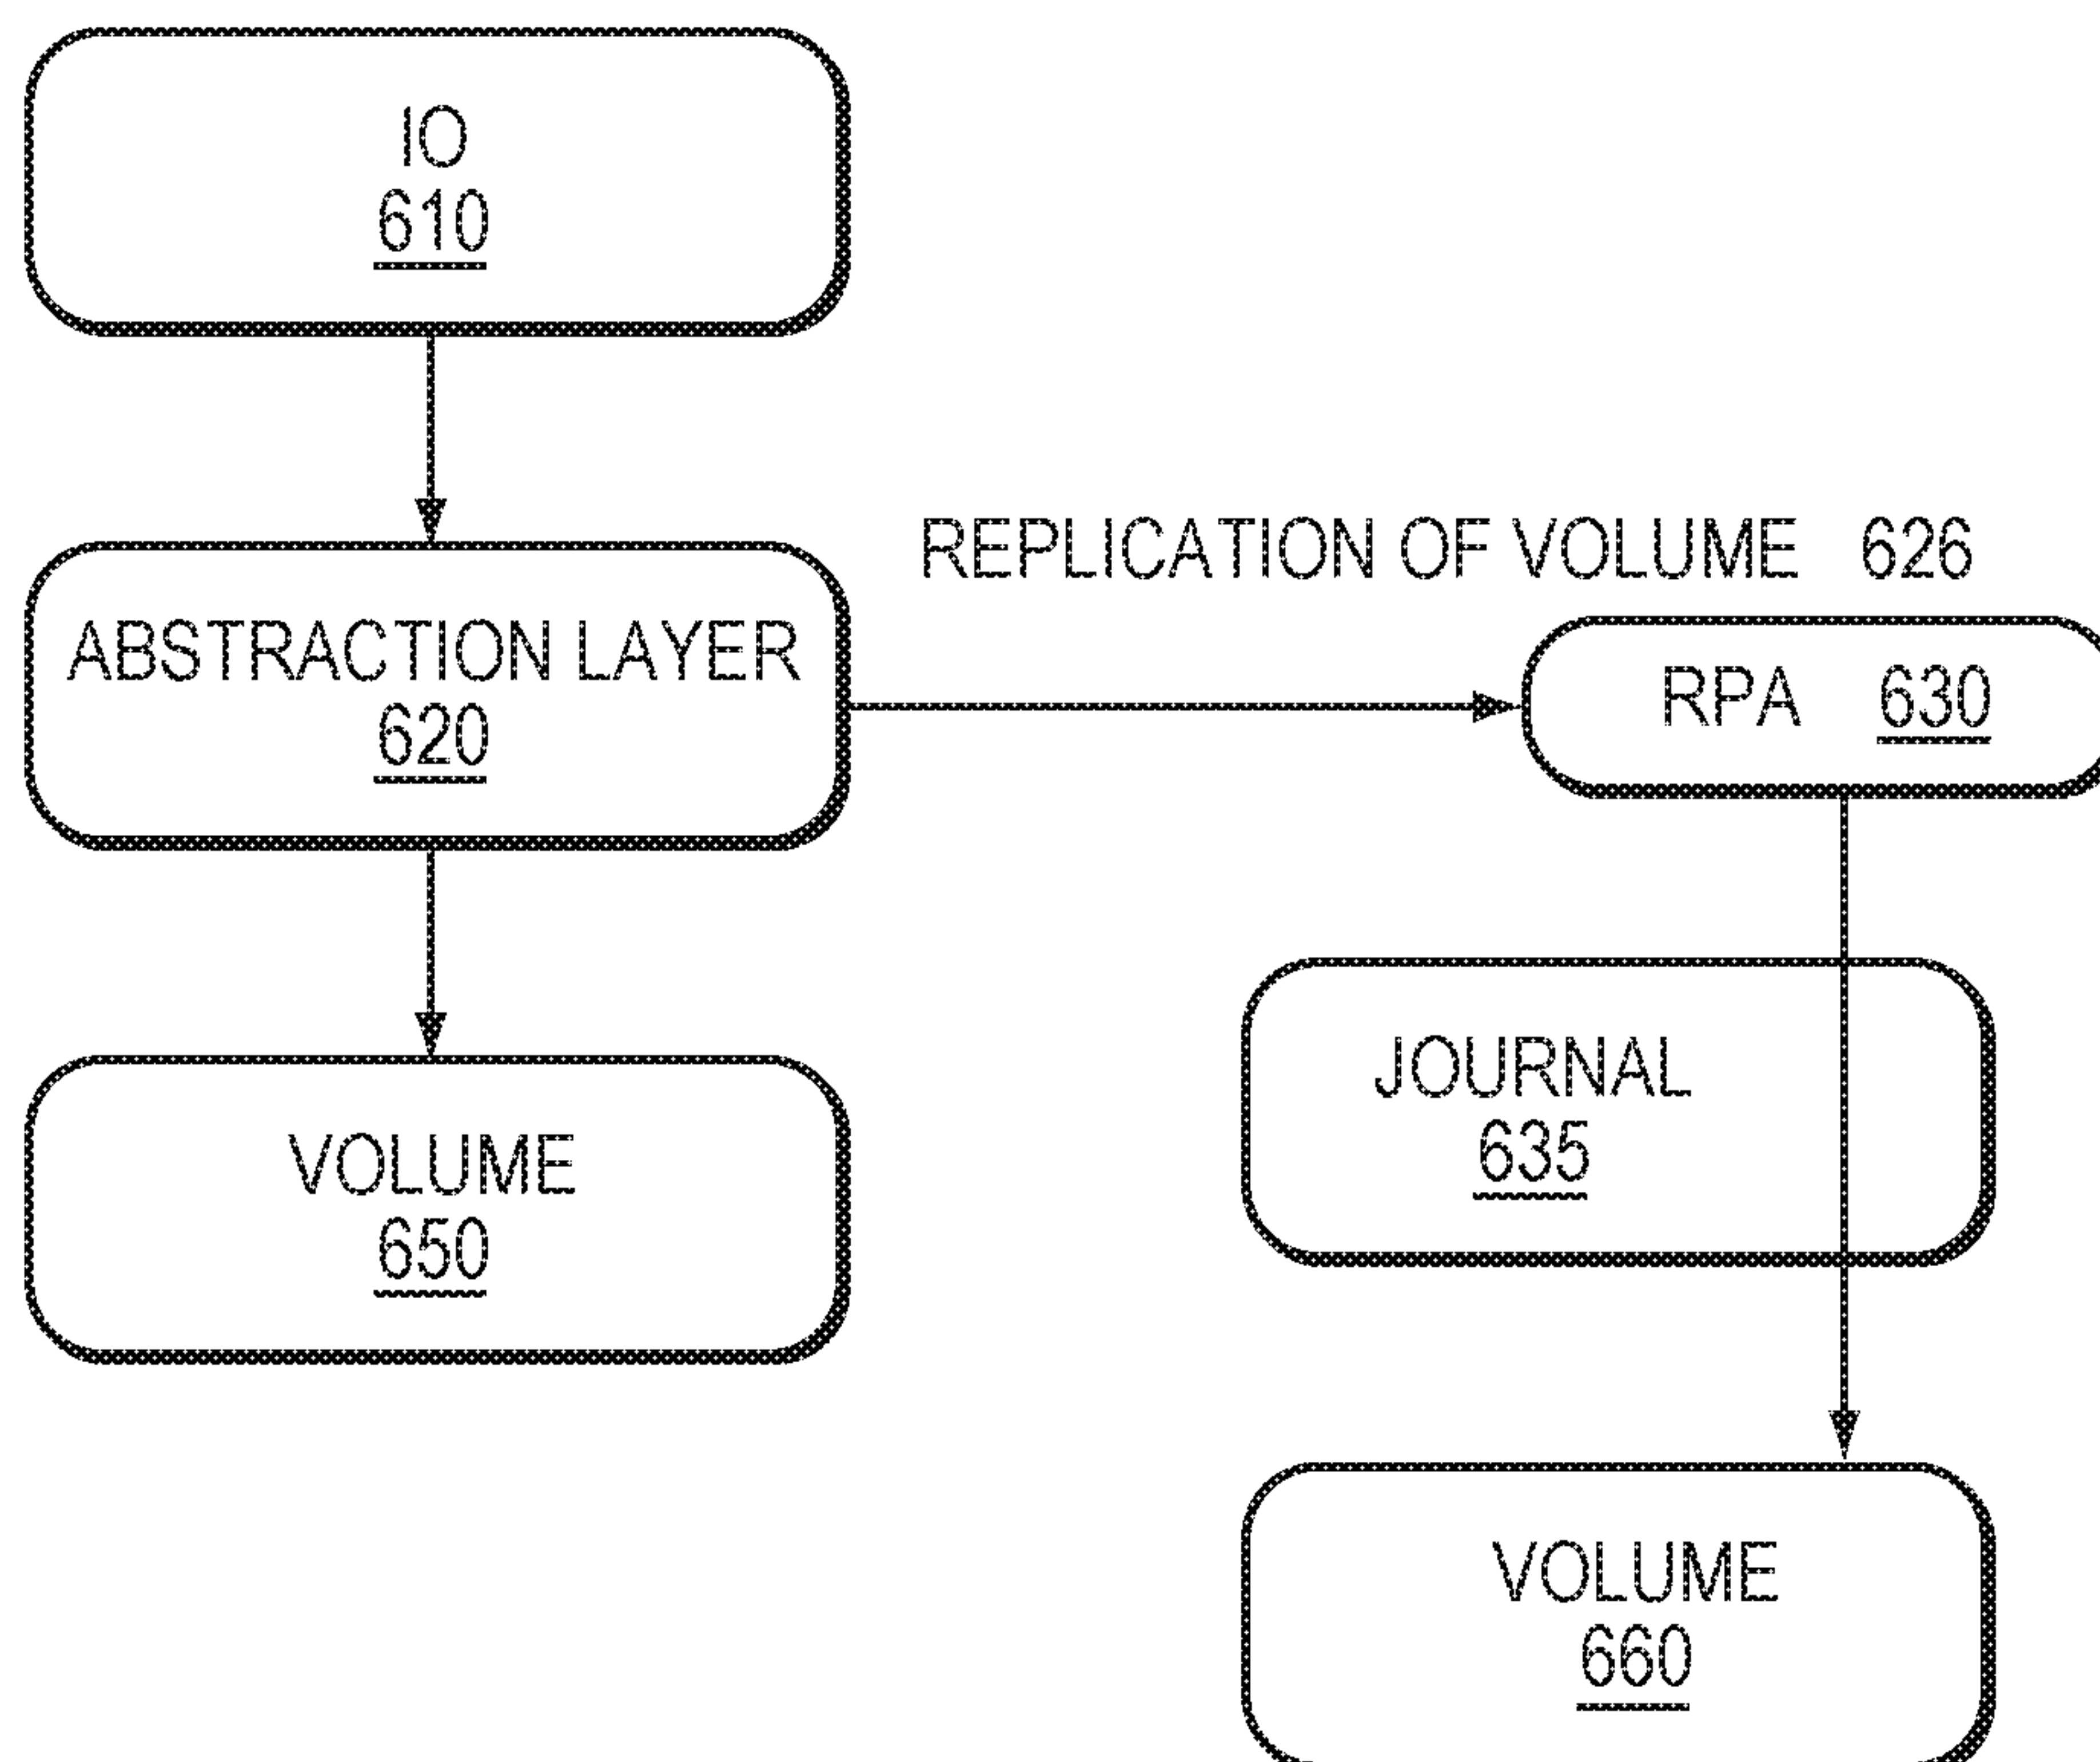 IO
610
REPLICATION OF VOLUME 626
ABSTRACTION LAYER
620
RPA 630
JOURNAL
635
VOLUME
650
VOLUME
660